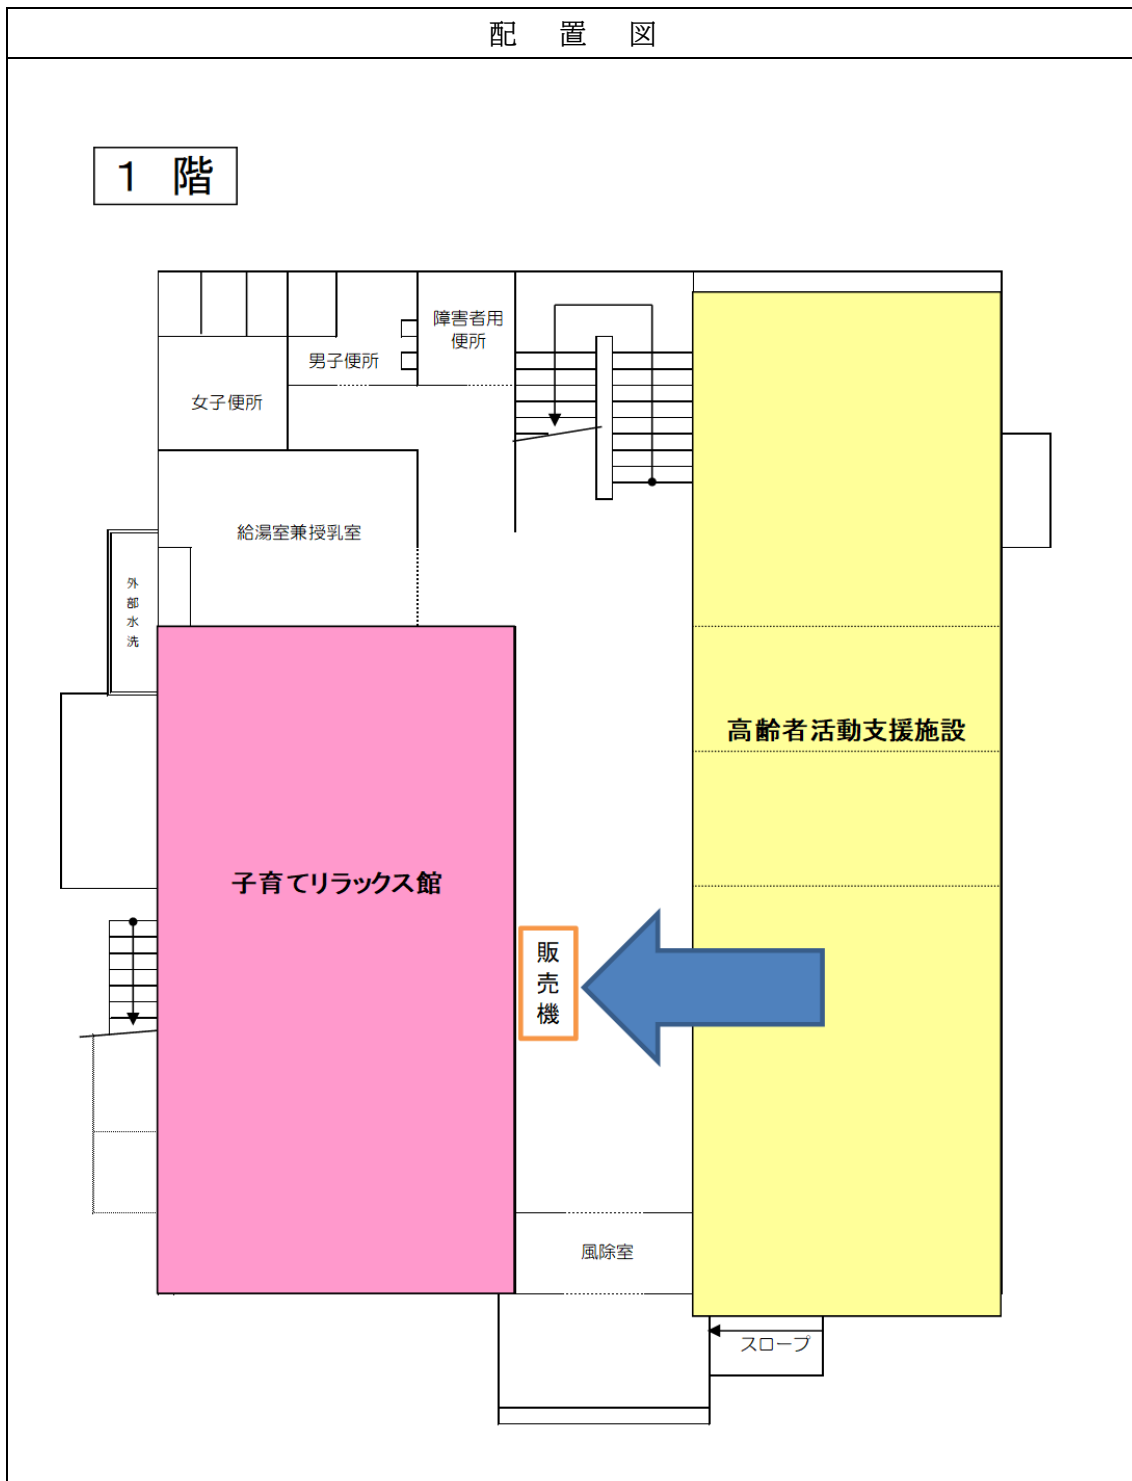 配 置 図
1 階
障害者用
便所
男子便所
女子便所
給湯室兼授乳室
外部水洗
高齢者活動支援施設
子育てリラックス館
販売機
風除室
スロープ